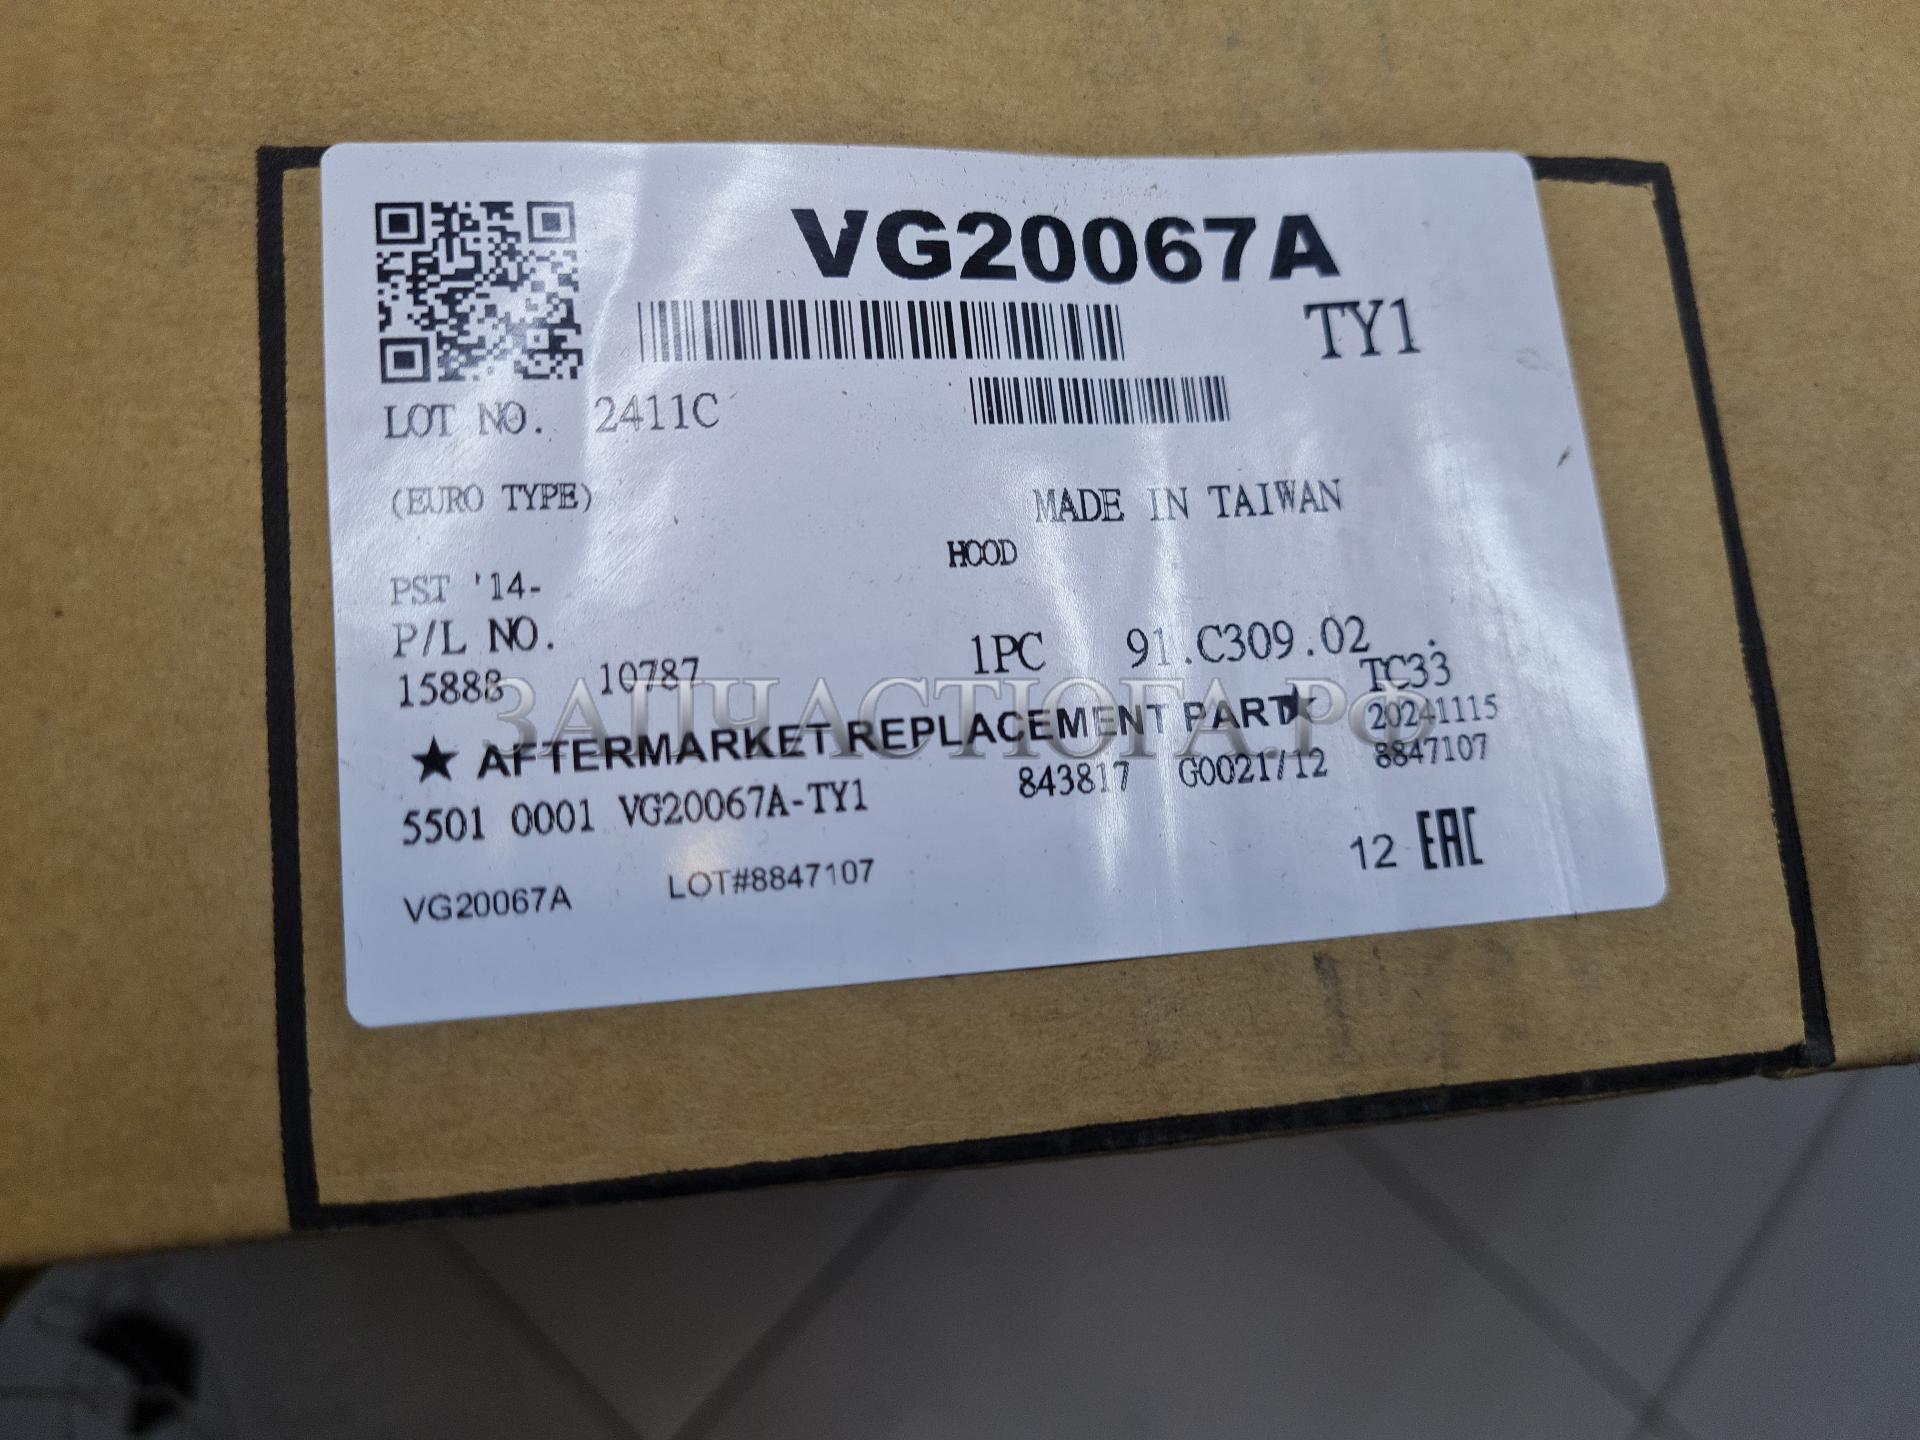 VG20067A
TY1
LOT NO. 2411C
(EURO TYPE)
MADE IN TAIWAN
HOOD
PST '14-
P/L NO.
1PC 91.C309.02
15888 10787
TC33
ЗАПЧАСТЮГА.РФ
★ AFTERMARKET REPLACEMENT PART★
20241115
5501 0001 VG20067A-TY1
843817 G0021/12 8847107
12 EAC
VG20067A LOT#8847107